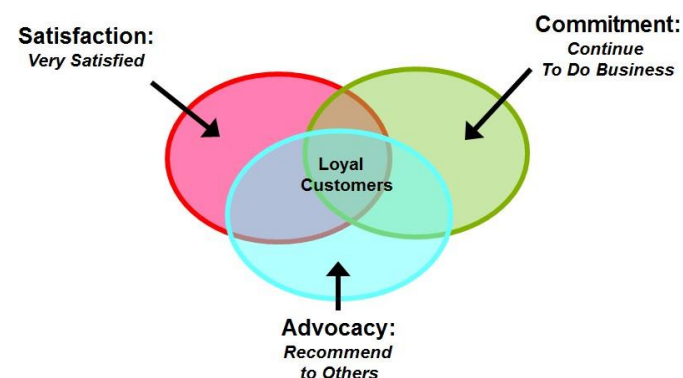 Satisfaction:
Very Satisfied
Commitment:
Continue
To Do Business
Loyal
Customers
Advocacy:
Recommend
to Others